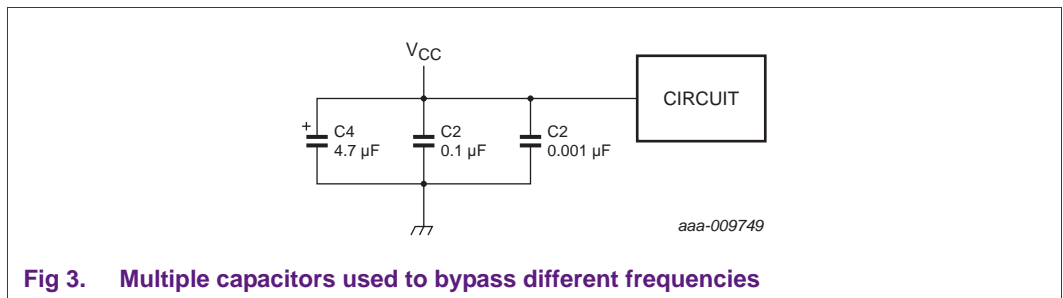 VCC
CIRCUIT
+
C4
4.7 µF
C2
0.1 µF
C2
0.001 µF
aaa-009749
Fig 3. Multiple capacitors used to bypass different frequencies